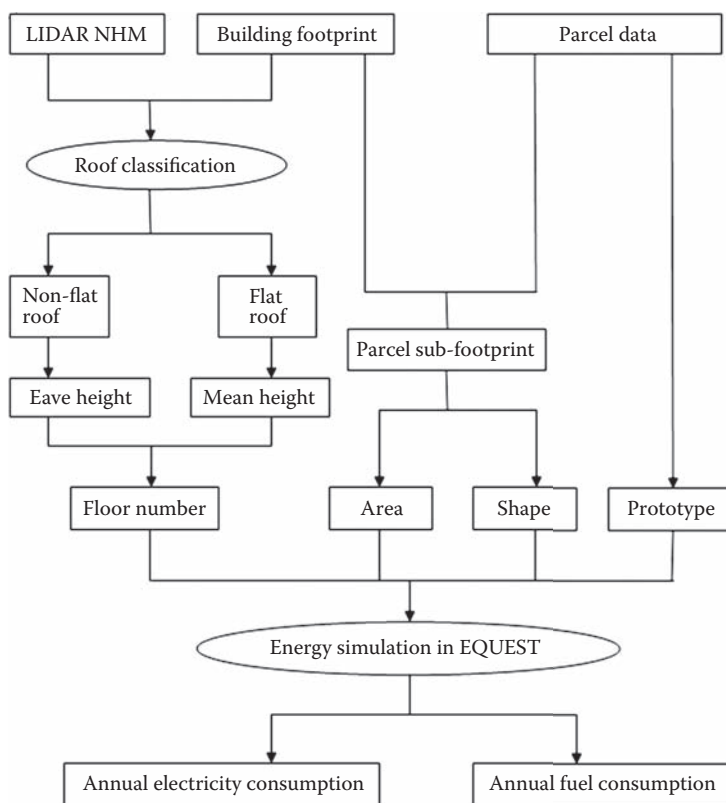 LIDAR NHM
Building footprint
Parcel data
Roof classification
Non-flat
roof
Flat
roof
Parcel sub-footprint
Eave height
Mean height
Floor number
Area
Shape
Prototype
Energy simulation in EQUEST
Annual electricity consumption
Annual fuel consumption